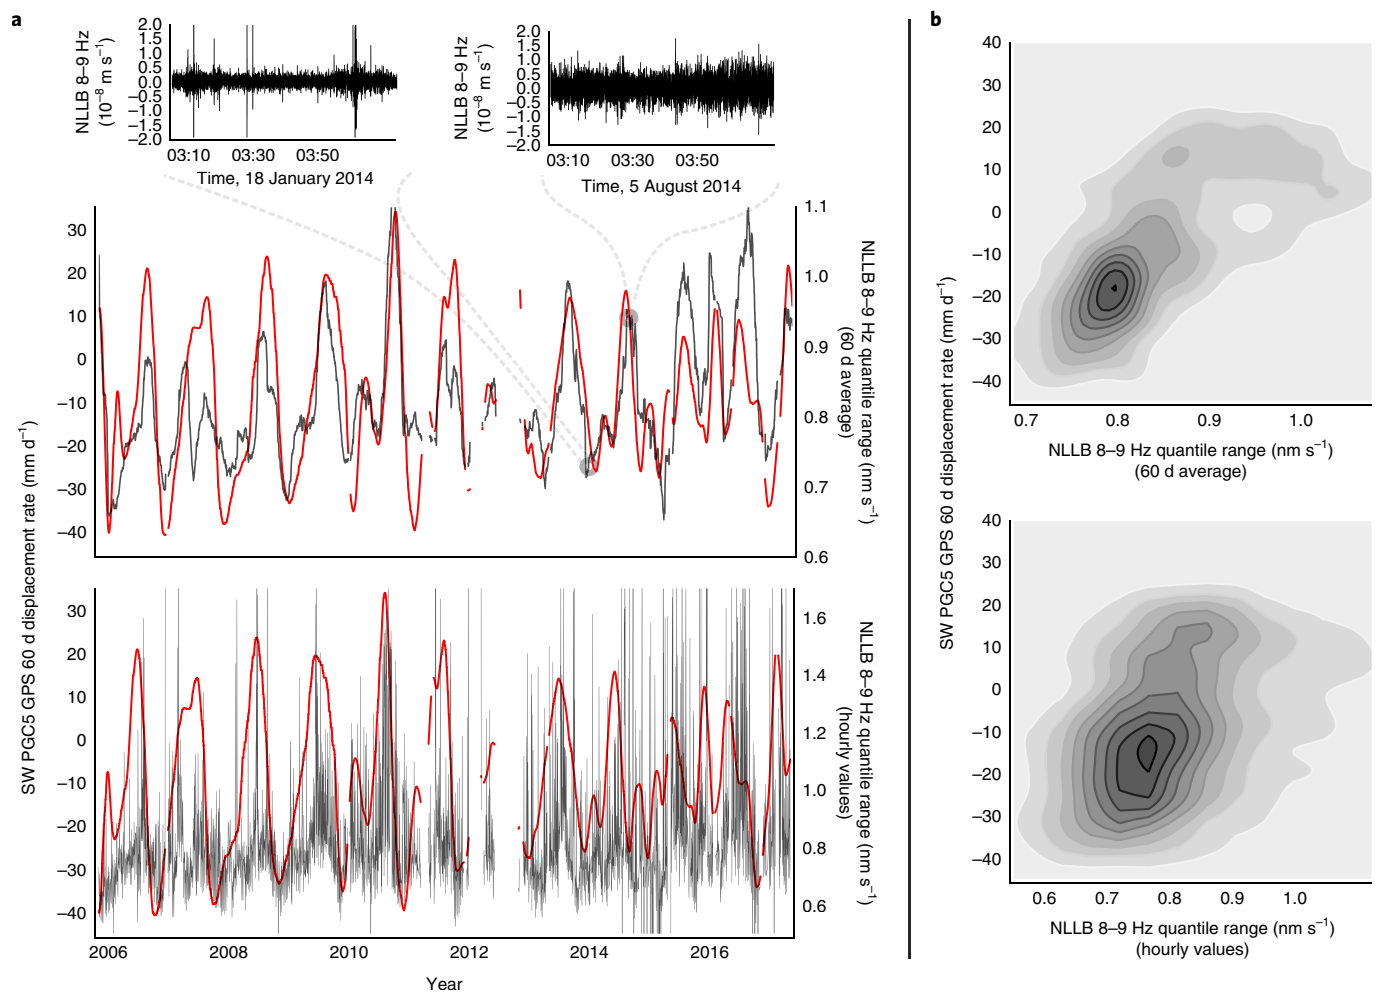 a
NLLB 8–9 Hz
(10⁻⁸ m s⁻¹)
2.0
1.5
1.0
0.5
0.0
−0.5
−1.0
−1.5
−2.0
03:10 03:30 03:50
Time, 18 January 2014
NLLB 8–9 Hz
(10⁻⁸ m s⁻¹)
2.0
1.5
1.0
0.5
0.0
−0.5
−1.0
−1.5
−2.0
03:10 03:30 03:50
Time, 5 August 2014
SW PGC5 GPS 60 d displacement rate (mm d⁻¹)
30
20
10
0
−10
−20
−30
−40
1.1
1.0
0.9
0.8
0.7
0.6
NLLB 8–9 Hz quantile range (nm s⁻¹)
(60 d average)
30
20
10
0
−10
−20
−30
−40
1.6
1.4
1.2
1.0
0.8
0.6
NLLB 8–9 Hz quantile range (nm s⁻¹)
(hourly values)
2006 2008 2010 2012 2014 2016
Year
b
SW PGC5 GPS 60 d displacement rate (mm d⁻¹)
40
30
20
10
0
−10
−20
−30
−40
0.7 0.8 0.9 1.0
NLLB 8–9 Hz quantile range (nm s⁻¹)
(60 d average)
40
30
20
10
0
−10
−20
−30
−40
0.6 0.7 0.8 0.9 1.0
NLLB 8–9 Hz quantile range (nm s⁻¹)
(hourly values)